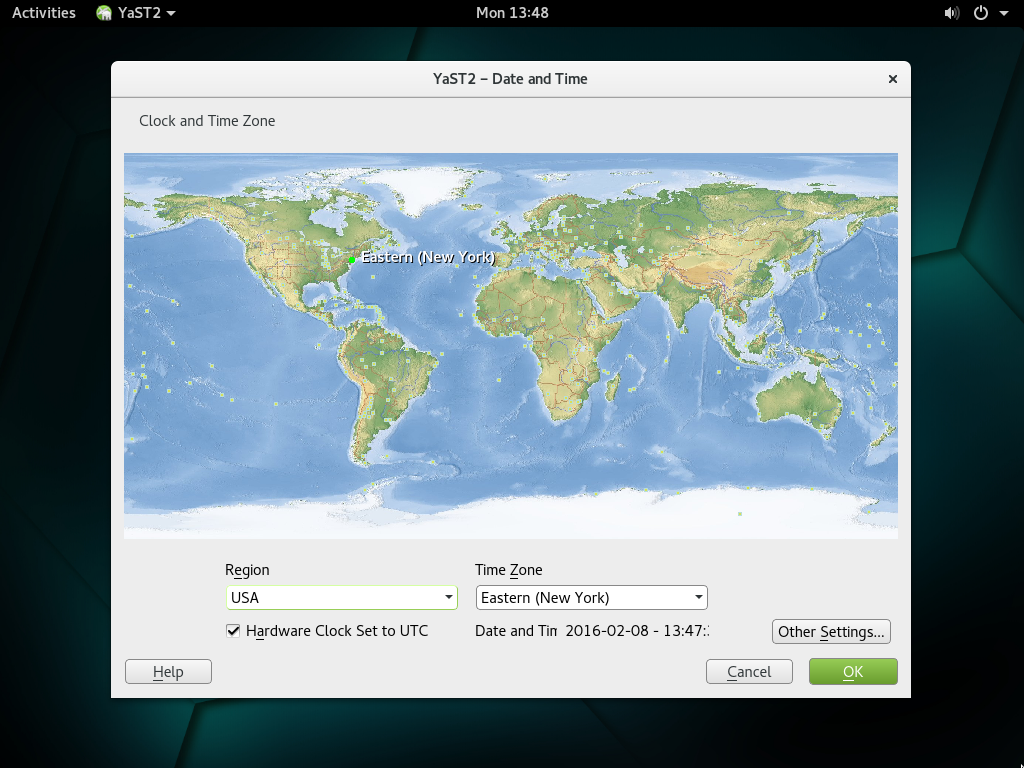 Activities YaST2 Mon 13:48
YaST2 – Date and Time
Clock and Time Zone
Eastern (New York)
Region Time Zone
USA Eastern (New York)
Hardware Clock Set to UTC Date and Tim 2016-02-08 - 13:47: Other Settings...
Help Cancel OK